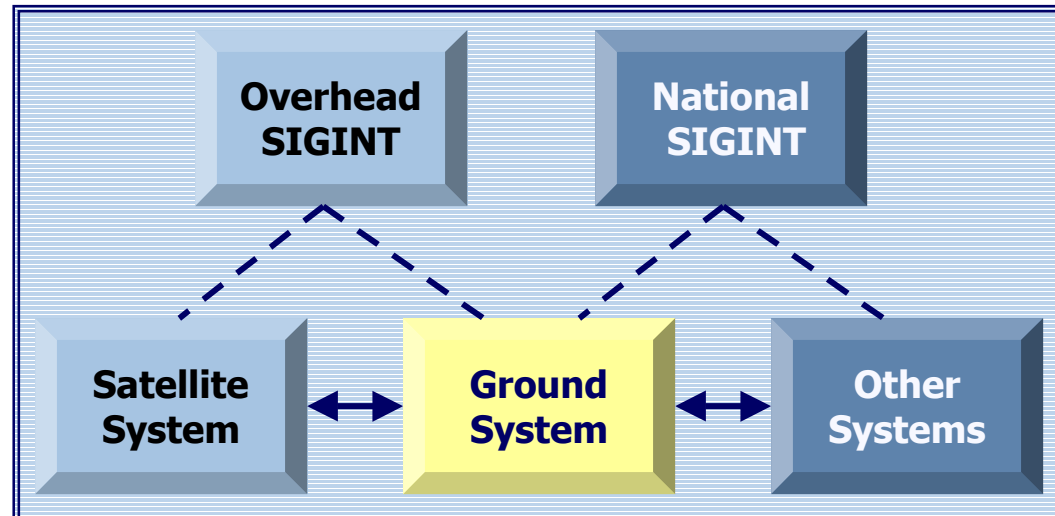 Overhead
SIGINT
National
SIGINT
Satellite
System
Ground
System
Other
Systems